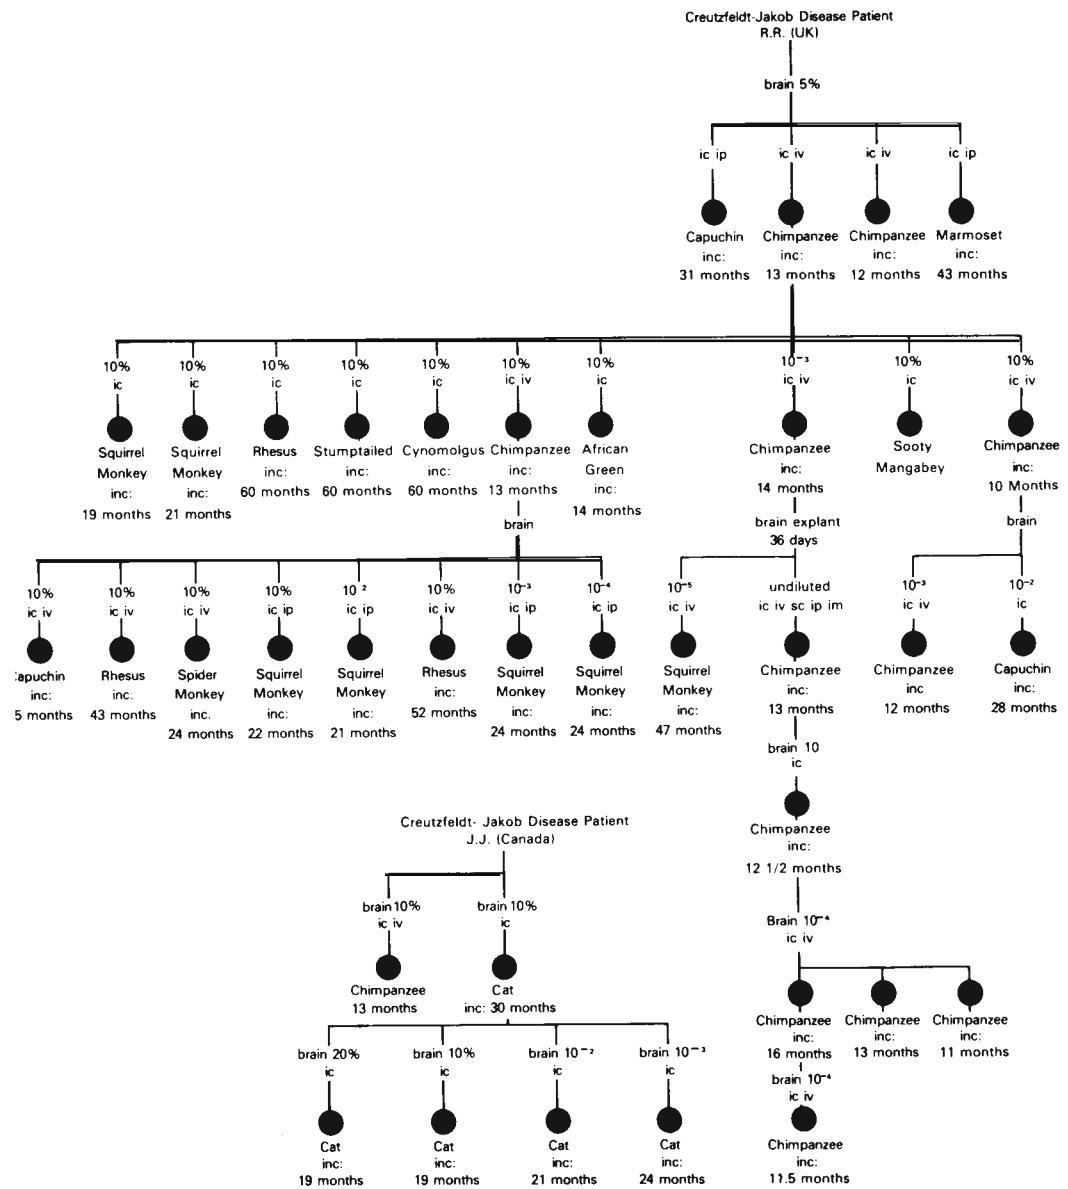 Creutzfeldt-Jakob Disease Patient
R.R. (UK)
brain 5%
ic ip ic iv ic iv ic ip
Capuchin Chimpanzee Chimpanzee Marmoset
inc: inc: inc: inc:
31 months 13 months 12 months 43 months
10% 10% 10% 10% 10% 10% 10% 10⁻³ 10% 10%
ic ic ic ic ic ic iv ic ic iv ic ic iv
Squirrel Squirrel Rhesus Stumptailed Cynomolgus Chimpanzee African Chimpanzee Sooty Chimpanzee
Monkey Monkey inc: inc: inc: inc: Green inc: Mangabey inc:
inc: inc: 60 months 60 months 60 months 13 months inc: 14 months 10 Months
19 months 21 months 14 months
brain brain explant brain
36 days
10% 10% 10% 10% 10⁻² 10% 10⁻³ 10⁻⁴ 10⁻⁵ undiluted 10⁻³ 10⁻²
ic iv ic iv ic iv ic ip ic ip ic iv ic ip ic ip ic iv ic iv sc ip im ic iv ic
apuchin Rhesus Spider Squirrel Squirrel Rhesus Squirrel Squirrel Squirrel Chimpanzee Chimpanzee Capuchin
inc: inc: Monkey Monkey Monkey inc: Monkey Monkey Monkey inc: inc inc:
5 months 43 months inc. inc: inc: 52 months inc: inc: inc: 13 months 12 months 28 months
24 months 22 months 21 months 24 months 24 months 47 months
brain 10
ic
Chimpanzee
inc:
12 1/2 months
Brain 10⁻⁴
ic iv
Chimpanzee Chimpanzee Chimpanzee
inc: inc: inc:
16 months 13 months 11 months
brain 10⁻⁴
ic iv
Chimpanzee
inc:
11.5 months
Creutzfeldt- Jakob Disease Patient
J.J. (Canada)
brain 10% brain 10%
ic iv ic
Chimpanzee Cat
13 months inc: 30 months
brain 20% brain 10% brain 10⁻² brain 10⁻³
ic ic ic ic
Cat Cat Cat Cat
inc: inc: inc: inc:
19 months 19 months 21 months 24 months